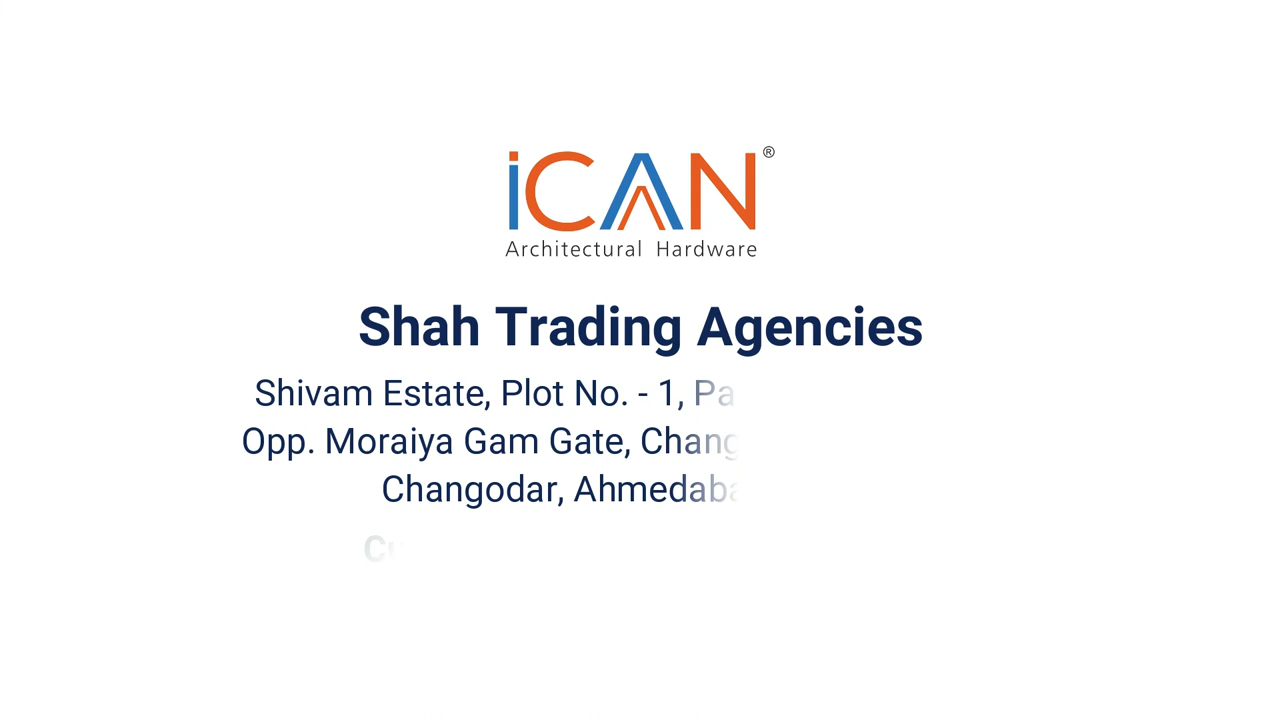 iCAN®
Architectural Hardware
Shah Trading Agencies
Shivam Estate, Plot No. - 1,
Opp. Moraiya Gam Gate,
Changodar,